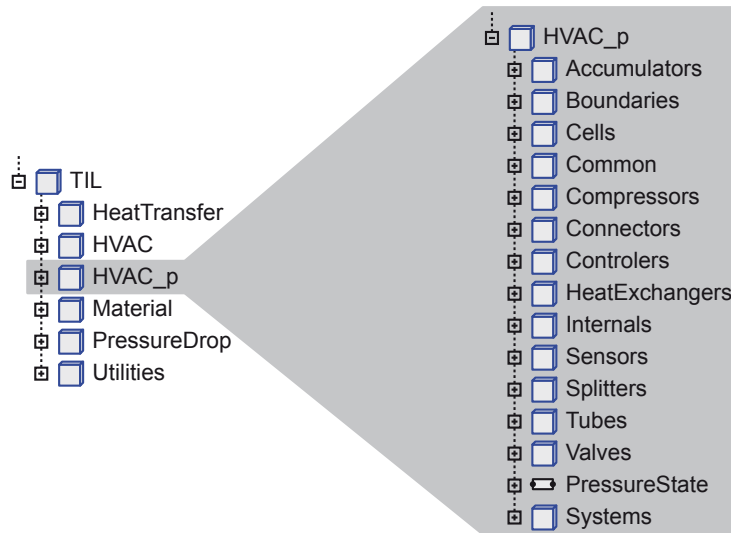 TIL
HeatTransfer
HVAC
HVAC_p
Material
PressureDrop
Utilities
HVAC_p
Accumulators
Boundaries
Cells
Common
Compressors
Connectors
Controlers
HeatExchangers
Internals
Sensors
Splitters
Tubes
Valves
PressureState
Systems